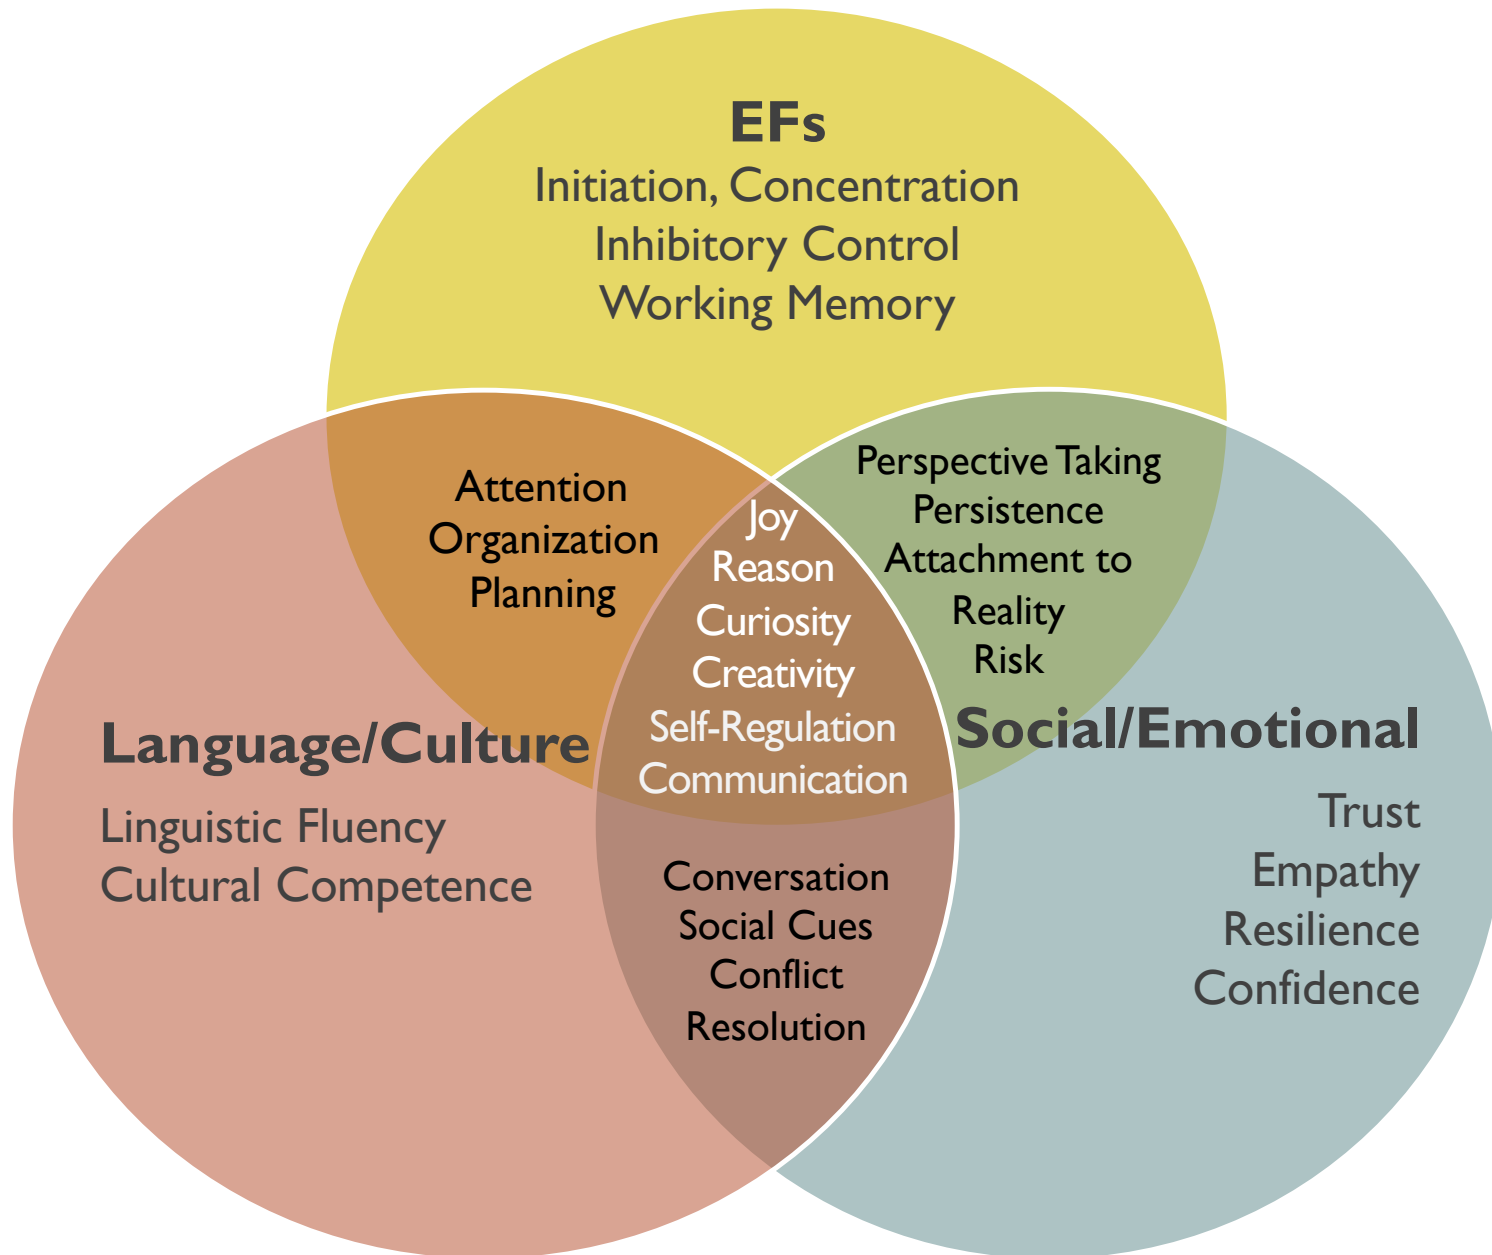 EFs
Initiation, Concentration
Inhibitory Control
Working Memory
Attention
Organization
Planning
Joy
Reason
Curiosity
Creativity
Self-Regulation
Communication
Perspective Taking
Persistence
Attachment to
Reality
Risk
Language/Culture
Linguistic Fluency
Cultural Competence
Social/Emotional
Trust
Empathy
Resilience
Confidence
Conversation
Social Cues
Conflict
Resolution